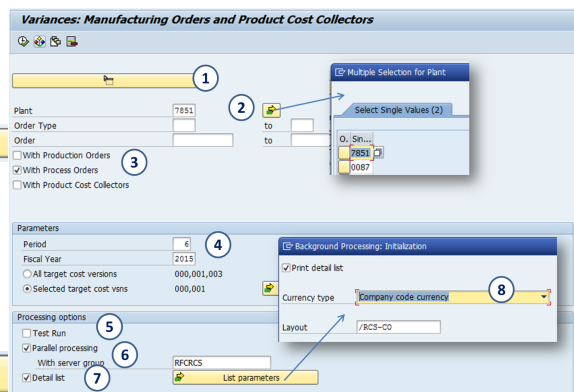 Variances: Manufacturing Orders and Product Cost Collectors
1
Multiple Selection for Plant
Plant 7851
2
Select Single Values (2)
Order Type to
Order to
O. Sin...
7851
0087
With Production Orders
3
With Process Orders
With Product Cost Collectors
Parameters
Period 6
4
Fiscal Year 2015
All target cost versions 000,001,003
Selected target cost vsns 000,001
Background Processing: Initialization
Print detail list
Currency type Company code currency
8
Layout /RCS-CO
Processing options
Test Run
5
Parallel processing
6
With server group RFCRCS
Detail list
7
List parameters